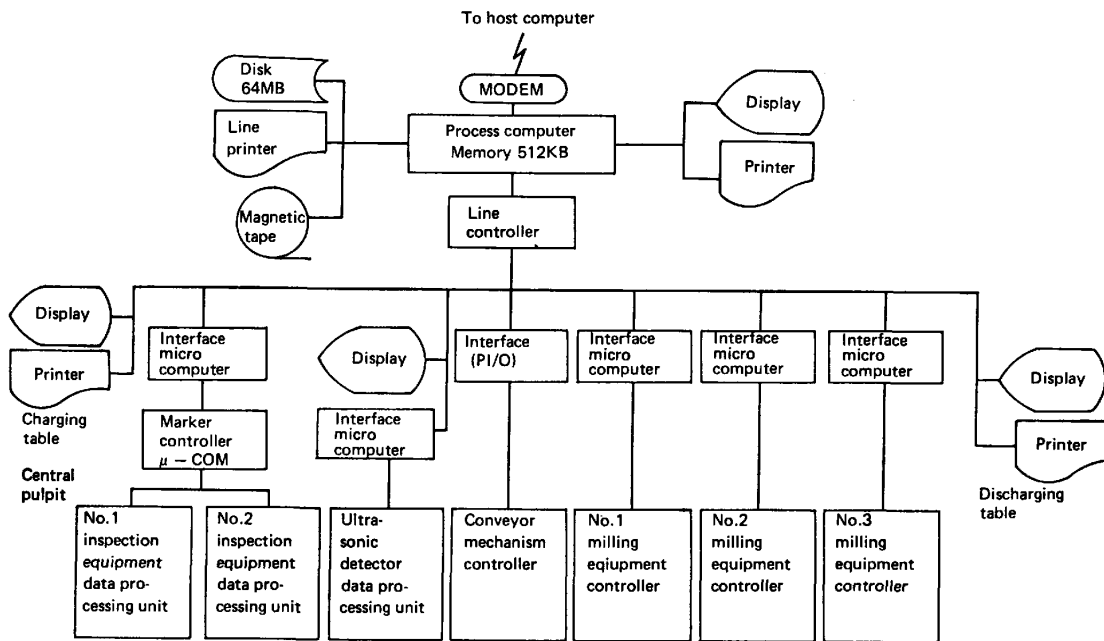 To host computer
Disk
64MB
MODEM
Display
Line
printer
Process computer
Memory 512KB
Printer
Magnetic
tape
Line
controller
Display
Printer
Charging
table
Interface
micro
computer
Marker
controller
μ – COM
Central
pulpit
Display
Interface
micro
computer
Interface
(PI/O)
Interface
micro
computer
Interface
micro
computer
Interface
micro
computer
Display
Printer
Discharging
table
No.1
inspection
equipment
data pro-
cessing unit
No.2
inspection
equipment
data pro-
cessing unit
Ultra-
sonic
detector
data pro-
cessing unit
Conveyor
mechanism
controller
No.1
milling
eqiupment
controller
No.2
milling
equipment
controller
No.3
milling
equipment
controller